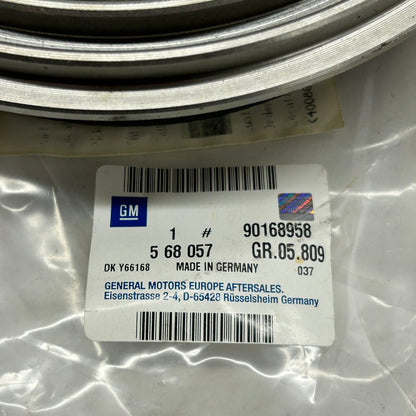 GM
1 # 90168958
5 68 057 GR.05.809
DK Y66168 MADE IN GERMANY 037
GENERAL MOTORS EUROPE AFTERSALES.
Eisenstrasse 2-4, D-65428 Rüsselsheim Germany